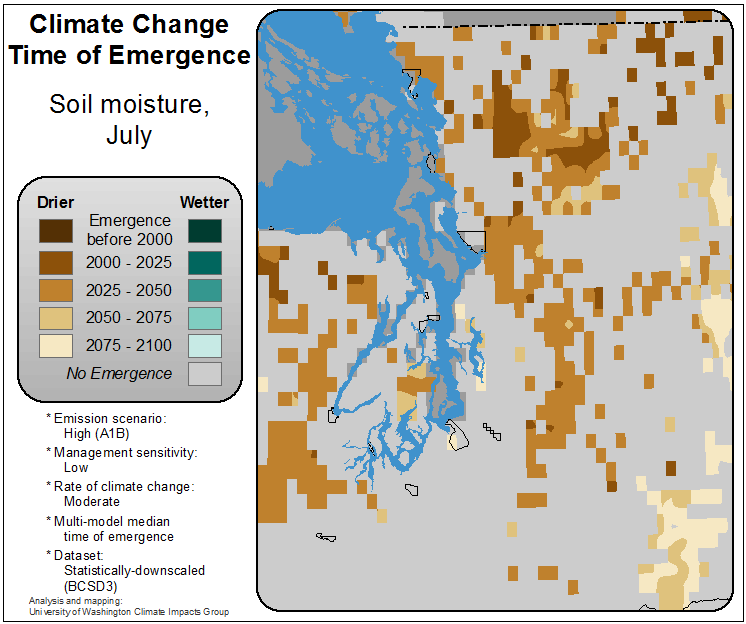 Climate Change
Time of Emergence
Soil moisture,
July
Drier
Wetter
Emergence
before 2000
2000 - 2025
2025 - 2050
2050 - 2075
2075 - 2100
No Emergence
* Emission scenario:
High (A1B)
* Management sensitivity:
Low
* Rate of climate change:
Moderate
* Multi-model median
time of emergence
* Dataset:
Statistically-downscaled
(BCSD3)
Analysis and mapping:
University of Washington Climate Impacts Group